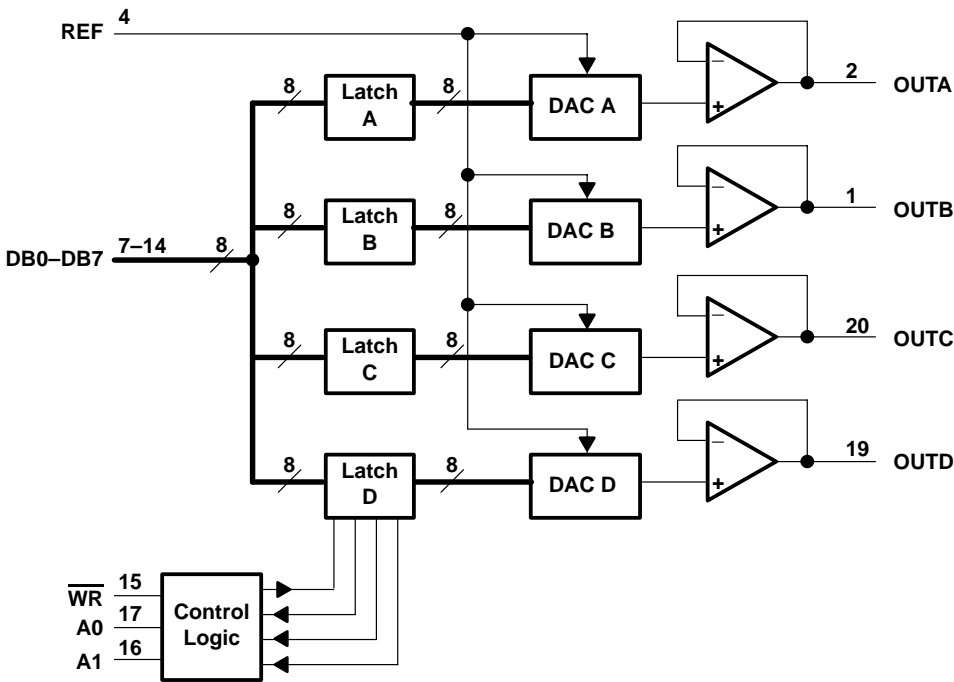 REF 4
8 Latch A 8 DAC A − + 2 OUTA
8 Latch B 8 DAC B − + 1 OUTB
DB0–DB7 7–14 8
8 Latch C 8 DAC C − + 20 OUTC
8 Latch D 8 DAC D − + 19 OUTD
WR 15
A0 17
A1 16
Control
Logic